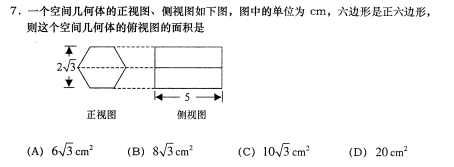 7．一个空间几何体的正视图、侧视图如下图，图中的单位为 cm，六边形是正六边形，
则这个空间几何体的俯视图的面积是
2√3
5
正视图 侧视图
(A) 6√3 cm² (B) 8√3 cm² (C) 10√3 cm² (D) 20 cm²